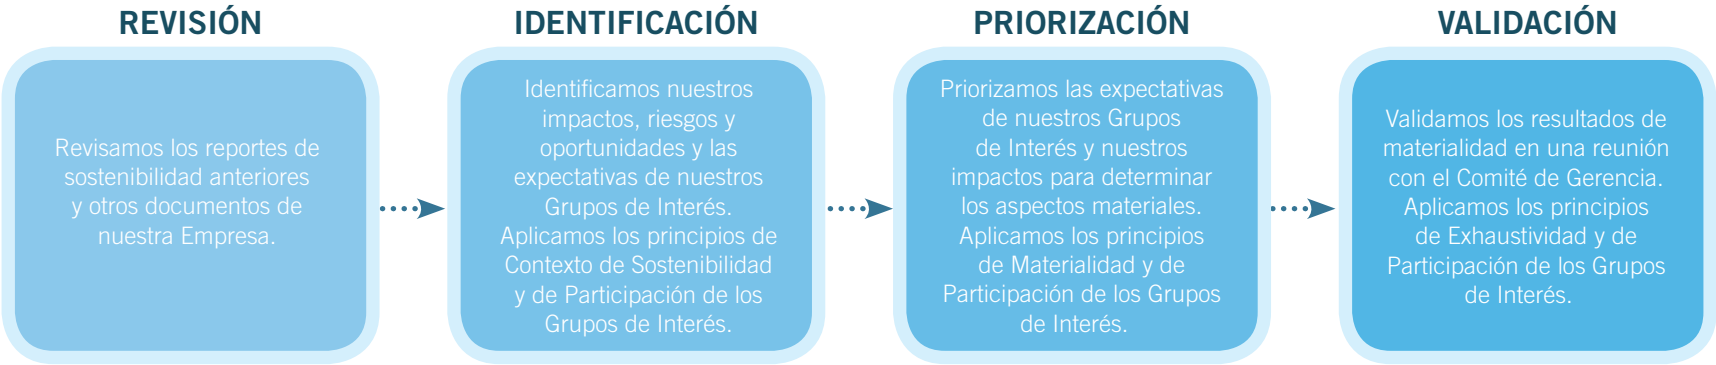 REVISIÓN
Revisamos los reportes de
sostenibilidad anteriores
y otros documentos de
nuestra Empresa.
IDENTIFICACIÓN
Identificamos nuestros
impactos, riesgos y
oportunidades y las
expectativas de nuestros
Grupos de Interés.
Aplicamos los principios de
Contexto de Sostenibilidad
y de Participación de los
Grupos de Interés.
PRIORIZACIÓN
Priorizamos las expectativas
de nuestros Grupos
de Interés y nuestros
impactos para determinar
los aspectos materiales.
Aplicamos los principios
de Materialidad y de
Participación de los Grupos
de Interés.
VALIDACIÓN
Validamos los resultados de
materialidad en una reunión
con el Comité de Gerencia.
Aplicamos los principios
de Exhaustividad y de
Participación de los Grupos
de Interés.